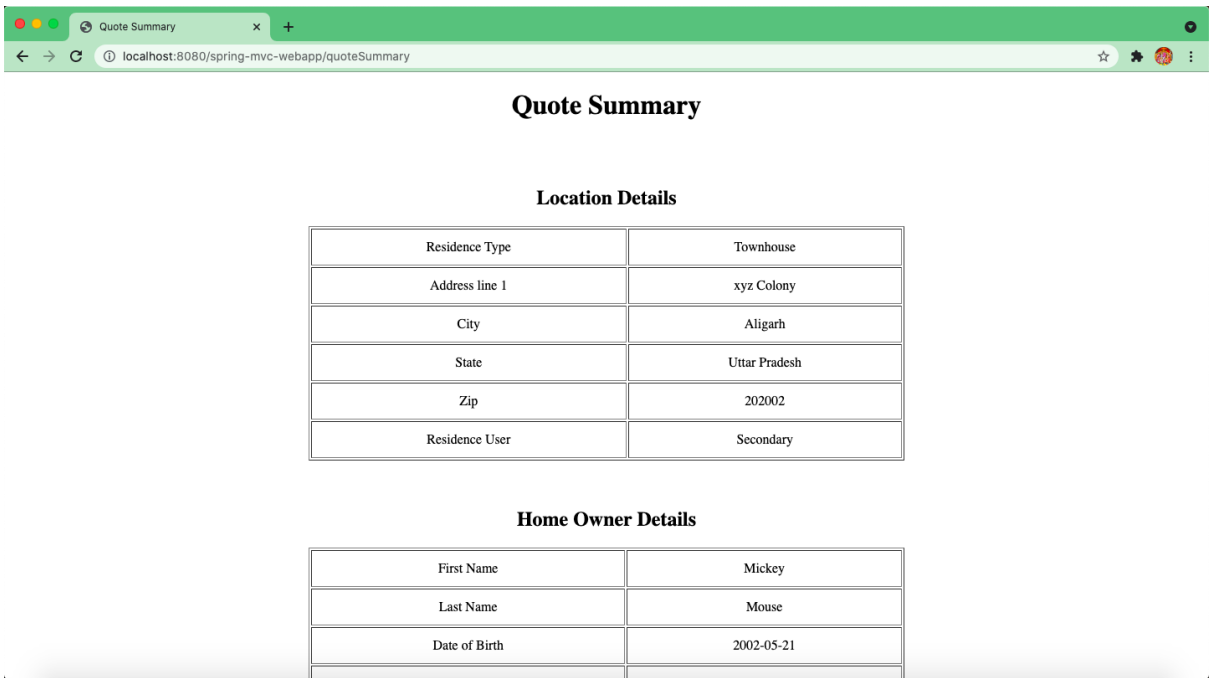 Quote Summary
localhost:8080/spring-mvc-webapp/quoteSummary
Quote Summary
Location Details
Residence Type Townhouse
Address line 1 xyz Colony
City Aligarh
State Uttar Pradesh
Zip 202002
Residence User Secondary
Home Owner Details
First Name Mickey
Last Name Mouse
Date of Birth 2002-05-21